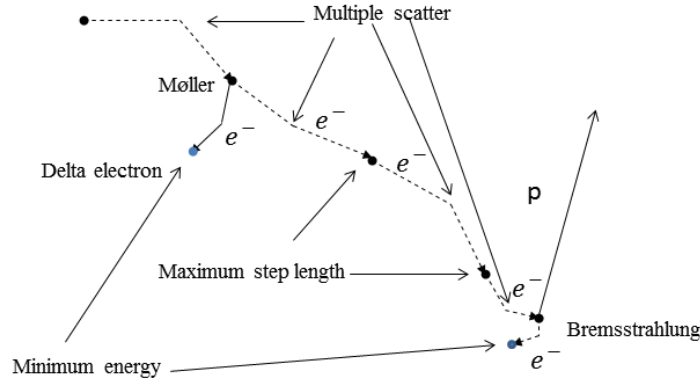 Multiple scatter
Møller
e⁻
e⁻
Delta electron
e⁻
p
Maximum step length
e⁻
Bremsstrahlung
Minimum energy
e⁻